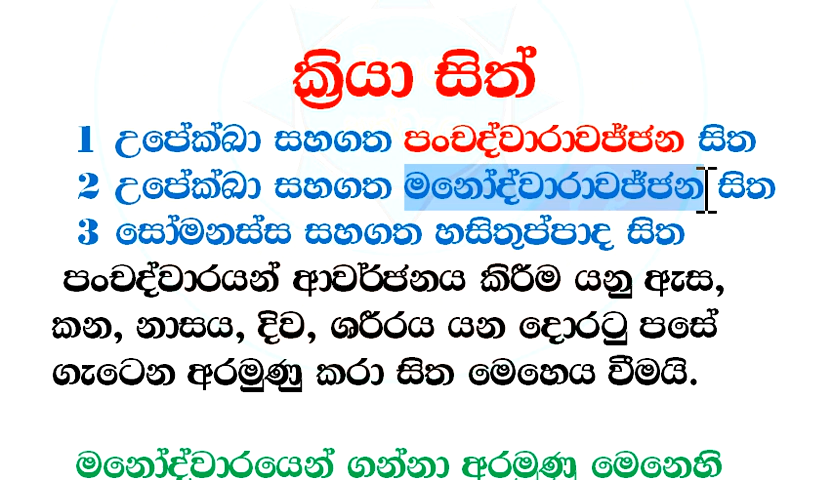 ක්‍රියා සිත්
1 උපේක්ඛා සහගත පංචද්වාරාවජ්ජන සිත
2 උපේක්ඛා සහගත මනෝද්වාරාවජ්ජන සිත
3 සෝමනස්ස සහගත හසිතුප්පාද සිත
පංචද්වාරයන් ආවර්ජනය කිරීම යනු ඇස,
කන, නාසය, දිව, ශරීරය යන දොරටු පසේ
ගැටෙන අරමුණු කරා සිත මෙහෙය වීමයි.
මනෝද්වාරයෙන් ගන්නා අරමුණු මෙනෙහි